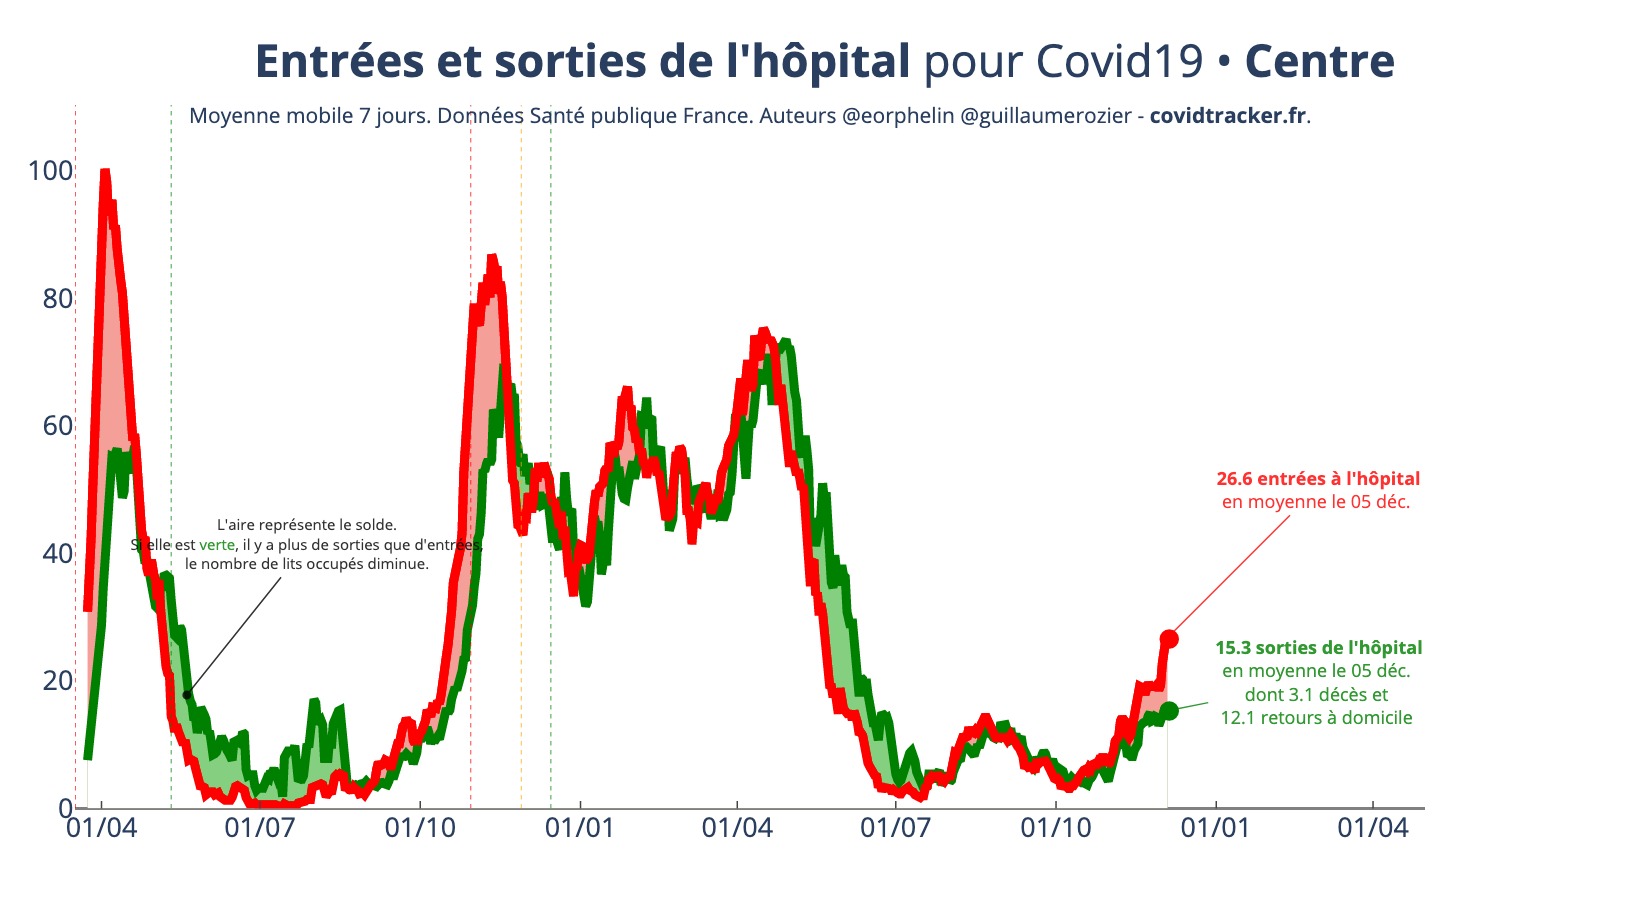 Entrées et sorties de l'hôpital pour Covid19 • Centre
Moyenne mobile 7 jours. Données Santé publique France. Auteurs @eorphelin @guillaumerozier - covidtracker.fr.
100
80
60
40
20
0
L'aire représente le solde.
Si elle est verte, il y a plus de sorties que d'entrées,
le nombre de lits occupés diminue.
26.6 entrées à l'hôpital
en moyenne le 05 déc.
15.3 sorties de l'hôpital
en moyenne le 05 déc.
dont 3.1 décès et
12.1 retours à domicile
01/04
01/07
01/10
01/01
01/04
01/07
01/10
01/01
01/04